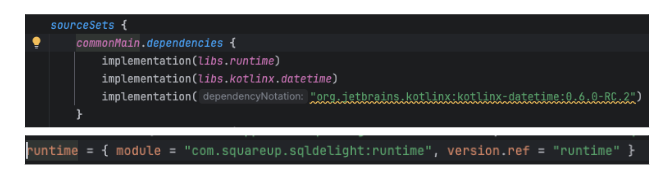 sourceSets {
commonMain.dependencies {
implementation(libs.runtime)
implementation(libs.kotlinx.datetime)
implementation( dependencyNotation: "org.jetbrains.kotlinx:kotlinx-datetime:0.6.0-RC.2")
}
runtime = { module = "com.squareup.sqldelight:runtime", version.ref = "runtime" }